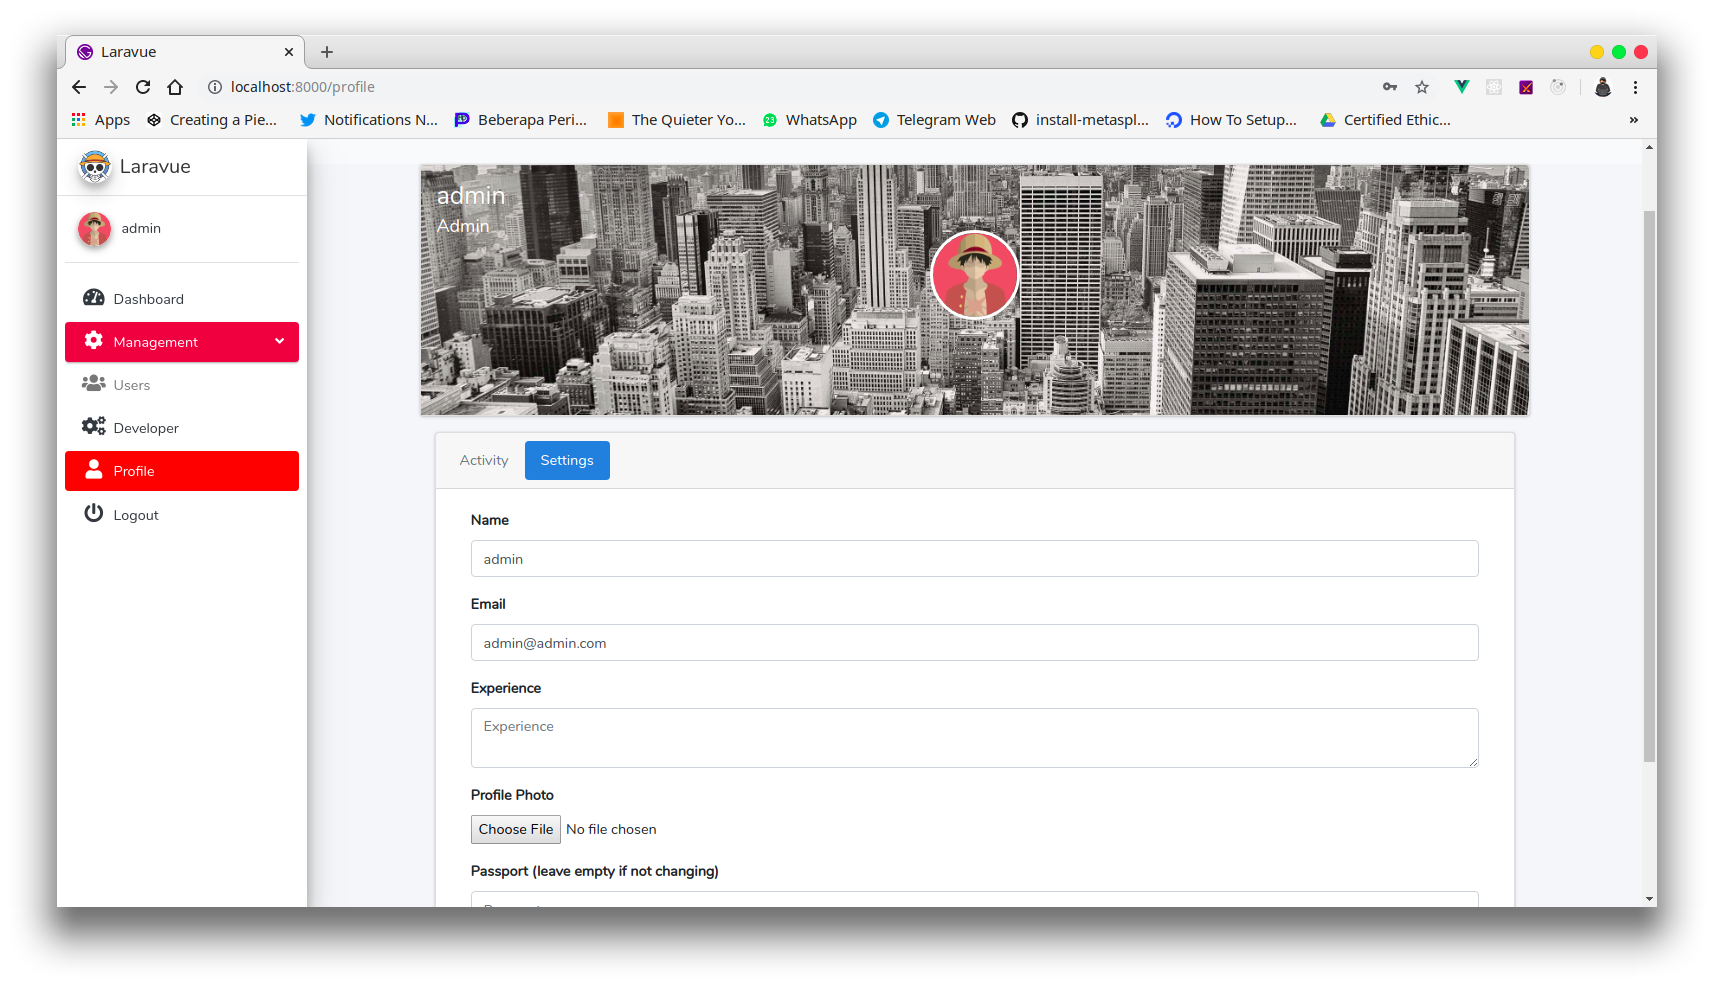 Laravue
localhost:8000/profile
Apps
Creating a Pie...
Notifications N...
Beberapa Peri...
The Quieter Yo...
23
WhatsApp
Telegram Web
install-metaspl...
How To Setup...
Certified Ethic...
»
Laravue
admin
Dashboard
Management
Users
Developer
Profile
Logout
admin
Admin
Activity
Settings
Name
admin
Email
admin@admin.com
Experience
Experience
Profile Photo
Choose File No file chosen
Passport (leave empty if not changing)